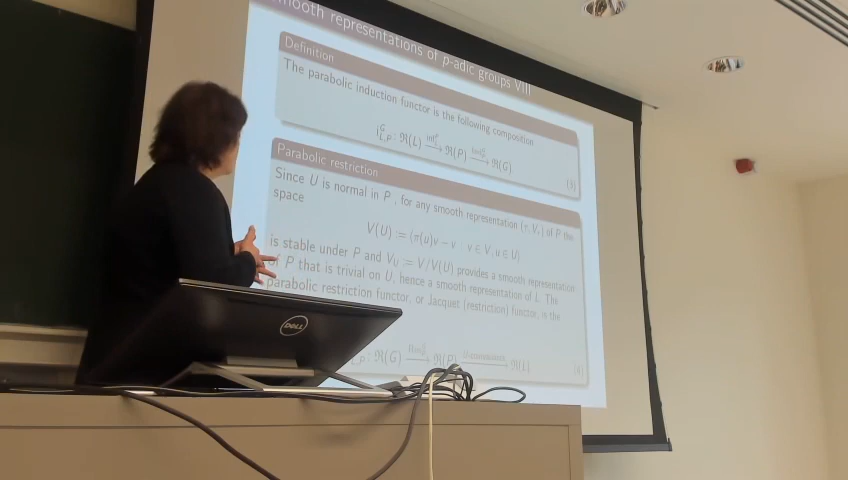 smooth representations of p-adic groups VIII
Definition
The parabolic induction functor is the following composition
: ℜ(L) → ℜ(P) → ℜ(G).
Parabolic restriction
Since U is normal in P, for any smooth representation of P the
space
V(U) := ⟨π(u)v − v v ∈ V, u ∈ U⟩
is stable under P and V_U = V/V(U) provides a smooth representation
of P that is trivial on U, hence a smooth representation of L. The
parabolic restriction functor, or Jacquet (restriction) functor, is the
: ℜ(G) → ℜ(P) → ℜ(L)
DELL